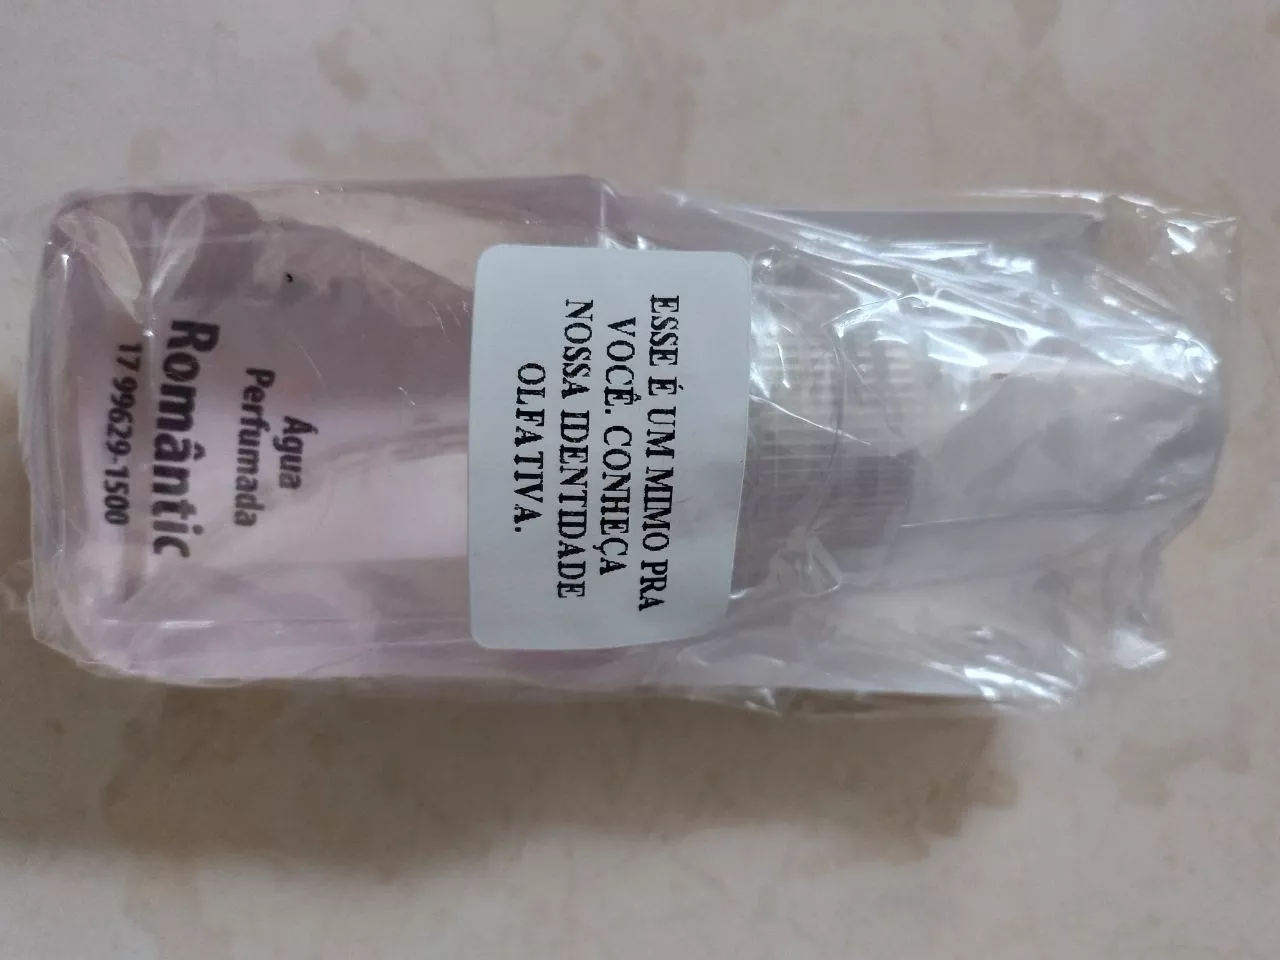 ESSE É UM MIMO PRA
VOCÊ. CONHEÇA
NOSSA IDENTIDADE
OLFATIVA.
Água
Perfumada
Romântic
17 99629-1500